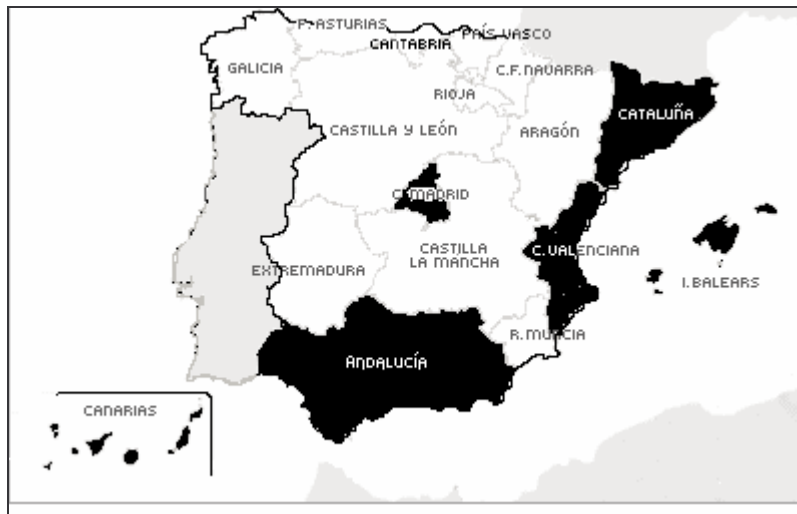 P. ASTURIAS
CANTABRIA
PAÍS VASCO
GALICIA
C.F. NAVARRA
RIOJA
CATALUÑA
CASTILLA Y LEÓN
ARAGÓN
C. MADRID
CASTILLA
LA MANCHA
C. VALENCIANA
EXTREMADURA
I. BALEARS
R. MURCIA
ANDALUCÍA
CANARIAS